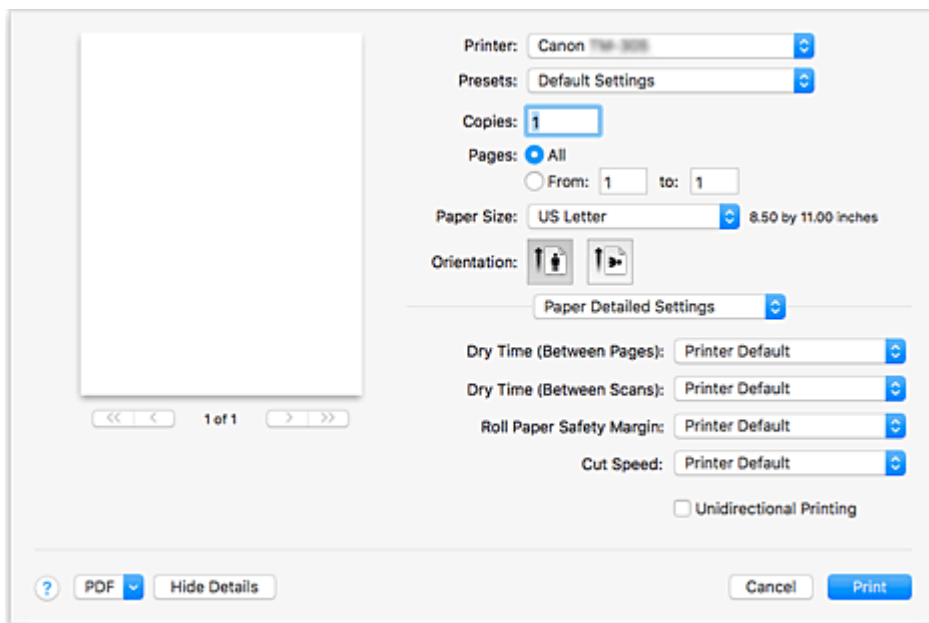 Printer: Canon
Presets: Default Settings
Copies: 1
Pages: All
From: 1 to: 1
Paper Size: US Letter 8.50 by 11.00 inches
Orientation:
Paper Detailed Settings
Dry Time (Between Pages): Printer Default
Dry Time (Between Scans): Printer Default
Roll Paper Safety Margin: Printer Default
Cut Speed: Printer Default
Unidirectional Printing
1 of 1
? PDF Hide Details Cancel Print